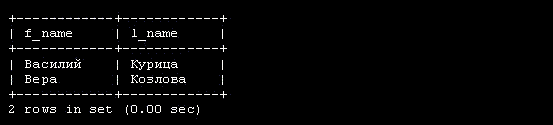 +-------------+-------------+
| f_name      | l_name      |
+-------------+-------------+
| Василий     | Курица      |
| Вера        | Козлова     |
+-------------+-------------+
2 rows in set (0.00 sec)